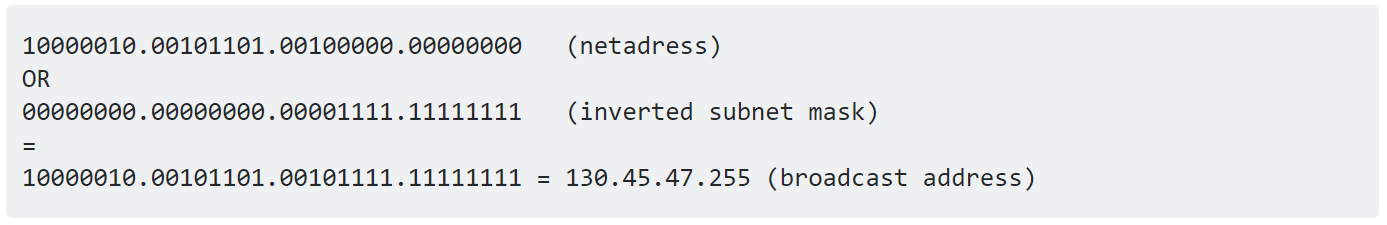 10000010.00101101.00100000.00000000 (netadress)
OR
00000000.00000000.00001111.11111111 (inverted subnet mask)
=
10000010.00101101.00101111.11111111 = 130.45.47.255 (broadcast address)